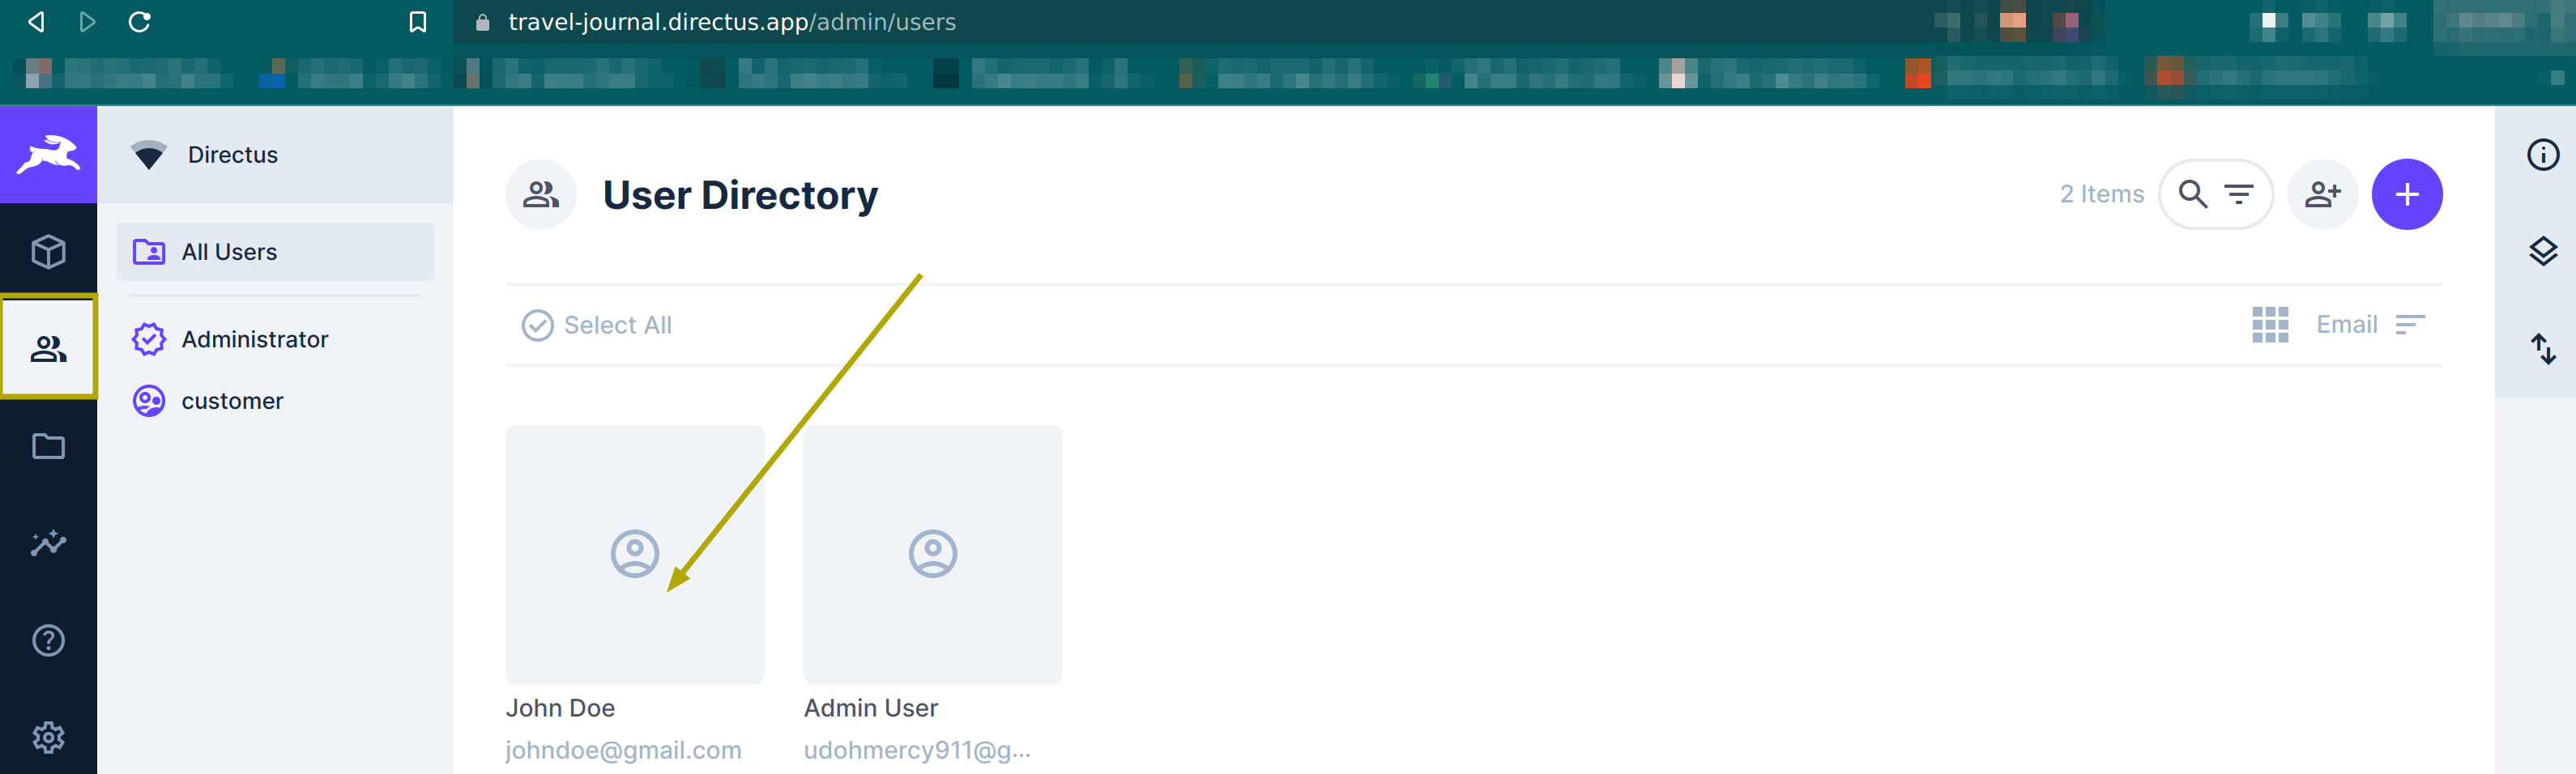 travel-journal.directus.app/admin/users
Directus
All Users
Administrator
customer
User Directory
2 Items
Select All
Email
John Doe
johndoe@gmail.com
Admin User
udohmercy911@g...